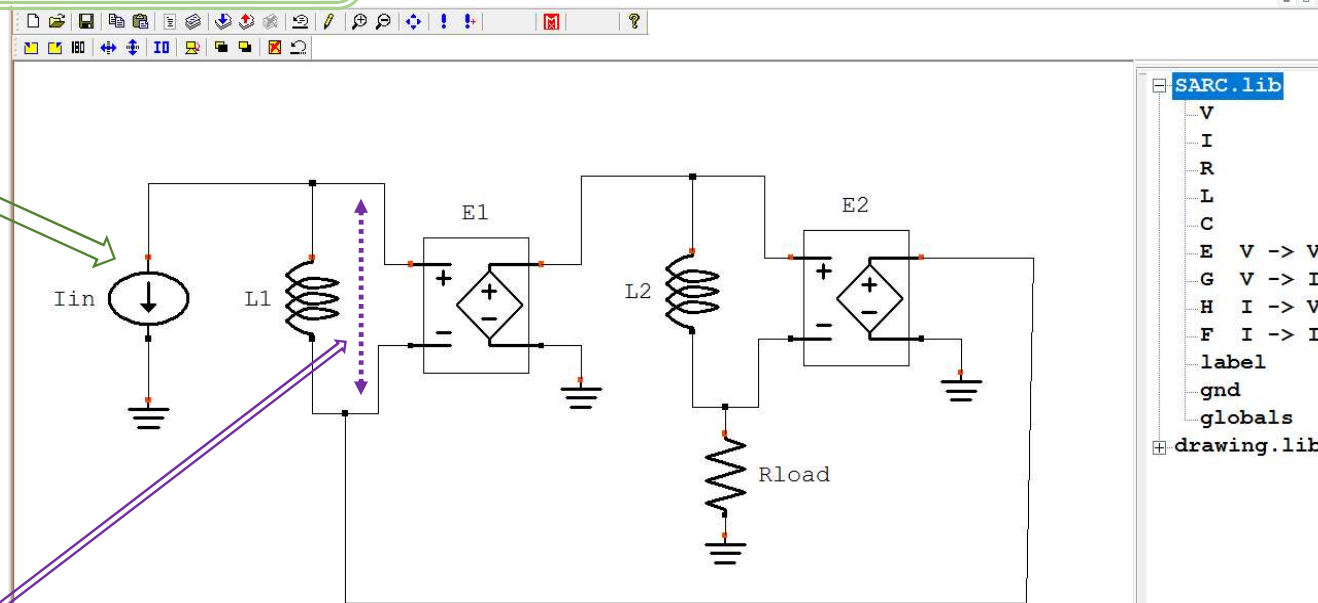 SARC.lib
V
I
R
L
C
E V -> V
G V -> I
H I -> V
F I -> I
label
gnd
globals
drawing.lib
E1
E2
Iin
L1
L2
Rload